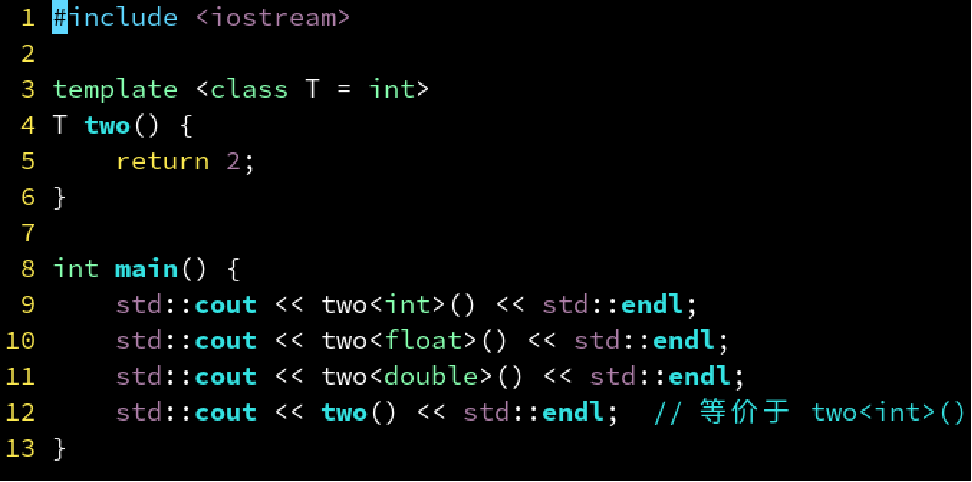 1 #include <iostream>
2
3 template <class T = int>
4 T two() {
5     return 2;
6 }
7
8 int main() {
9     std::cout << two<int>() << std::endl;
10     std::cout << two<float>() << std::endl;
11     std::cout << two<double>() << std::endl;
12     std::cout << two() << std::endl;  // 等价于 two<int>()
13 }